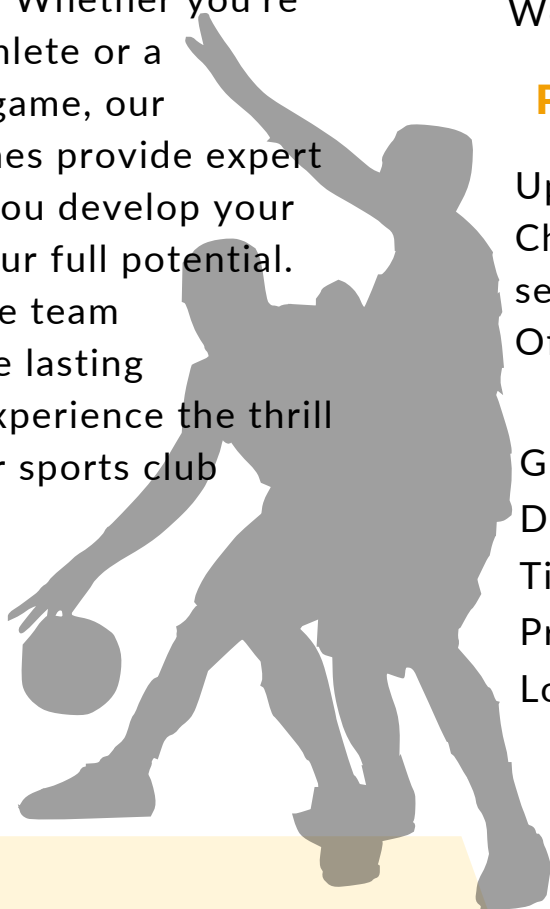 Whether you're
hlete or a
game, our
nes provide expert
ou develop your
ur full potential.
e team
e lasting
xperience the thrill
r sports club
W
P
Up
Ch
se
Of
G
D
Ti
Pr
Lo